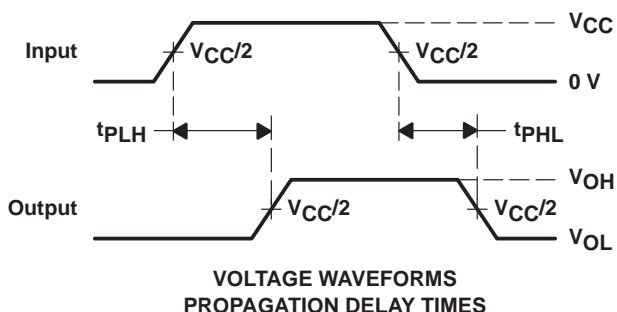 VCC
Input
VCC/2
VCC/2
0 V
tPLH
tPHL
VOH
Output
VCC/2
VCC/2
VOL
VOLTAGE WAVEFORMS
PROPAGATION DELAY TIMES